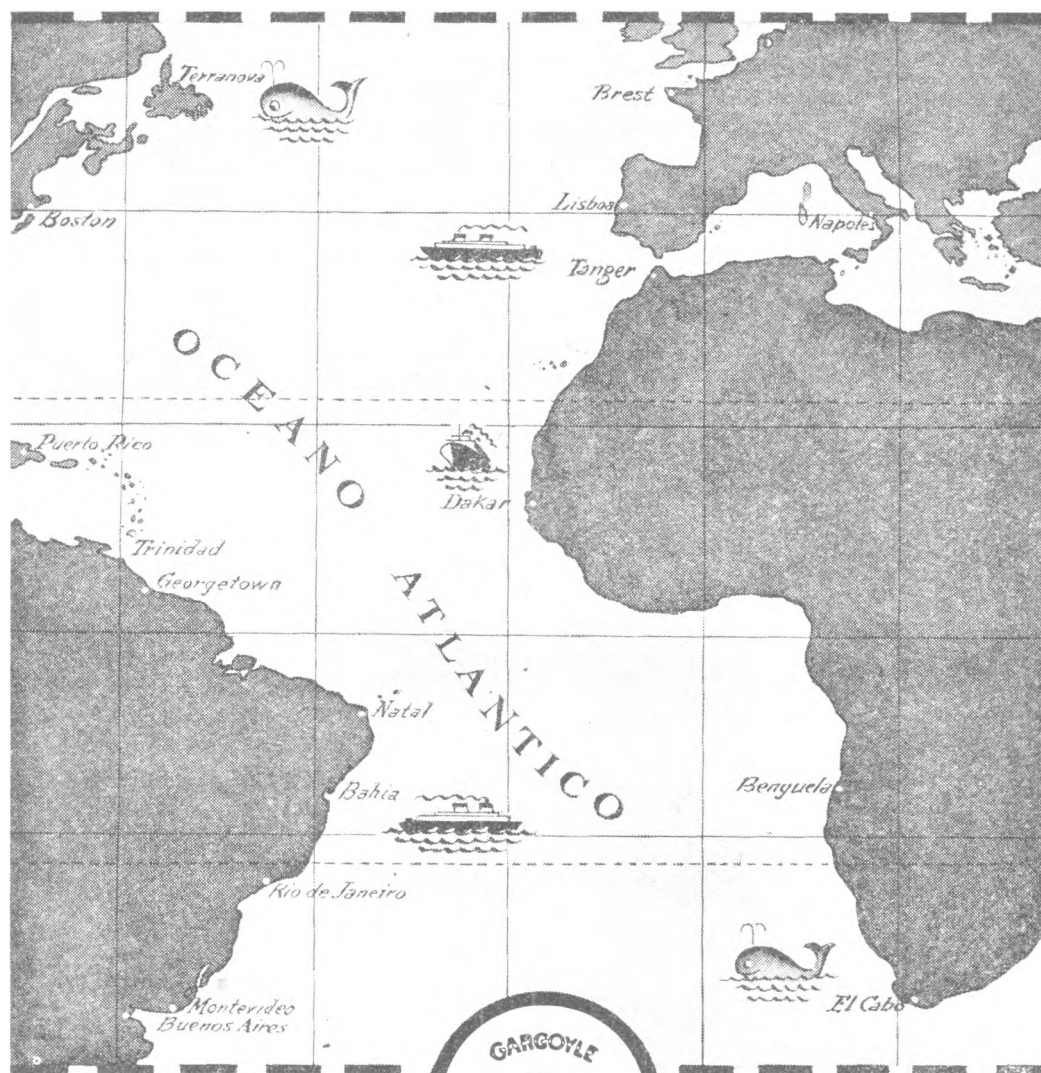 Terranova
Brest
Lisboa
Boston
Napoles
Tanger
OCEANO ATLANTICO
Puerto Rico
Dakar
Trinidad
Georgetown
Natal
Bahia
Benguela
Rio de Janeiro
Montevideo
Buenos Aires
El Cabo
GARGOYLE